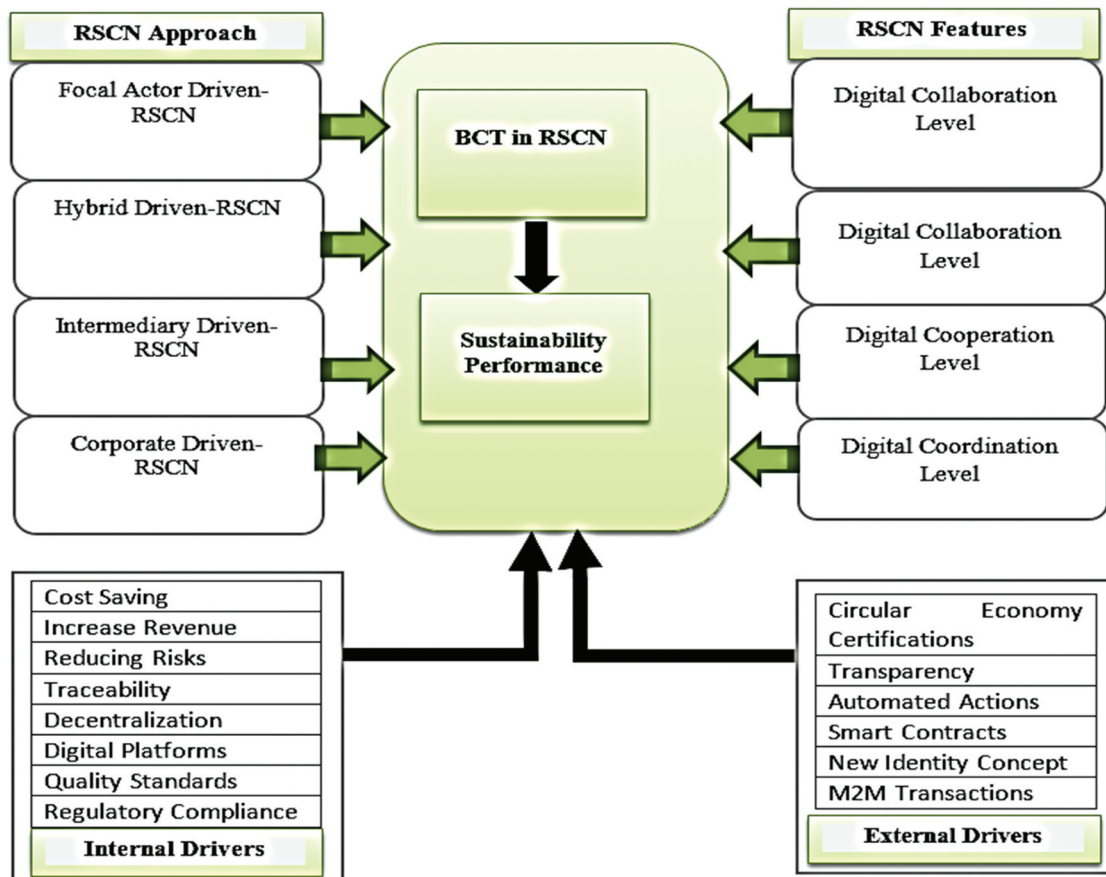 RSCN Approach
Focal Actor Driven-
RSCN
Hybrid Driven-RSCN
Intermediary Driven-
RSCN
Corporate Driven-
RSCN
BCT in RSCN
Sustainability
Performance
RSCN Features
Digital Collaboration
Level
Digital Collaboration
Level
Digital Cooperation
Level
Digital Coordination
Level
Cost Saving
Increase Revenue
Reducing Risks
Traceability
Decentralization
Digital Platforms
Quality Standards
Regulatory Compliance
Internal Drivers
Circular Economy
Certifications
Transparency
Automated Actions
Smart Contracts
New Identity Concept
M2M Transactions
External Drivers